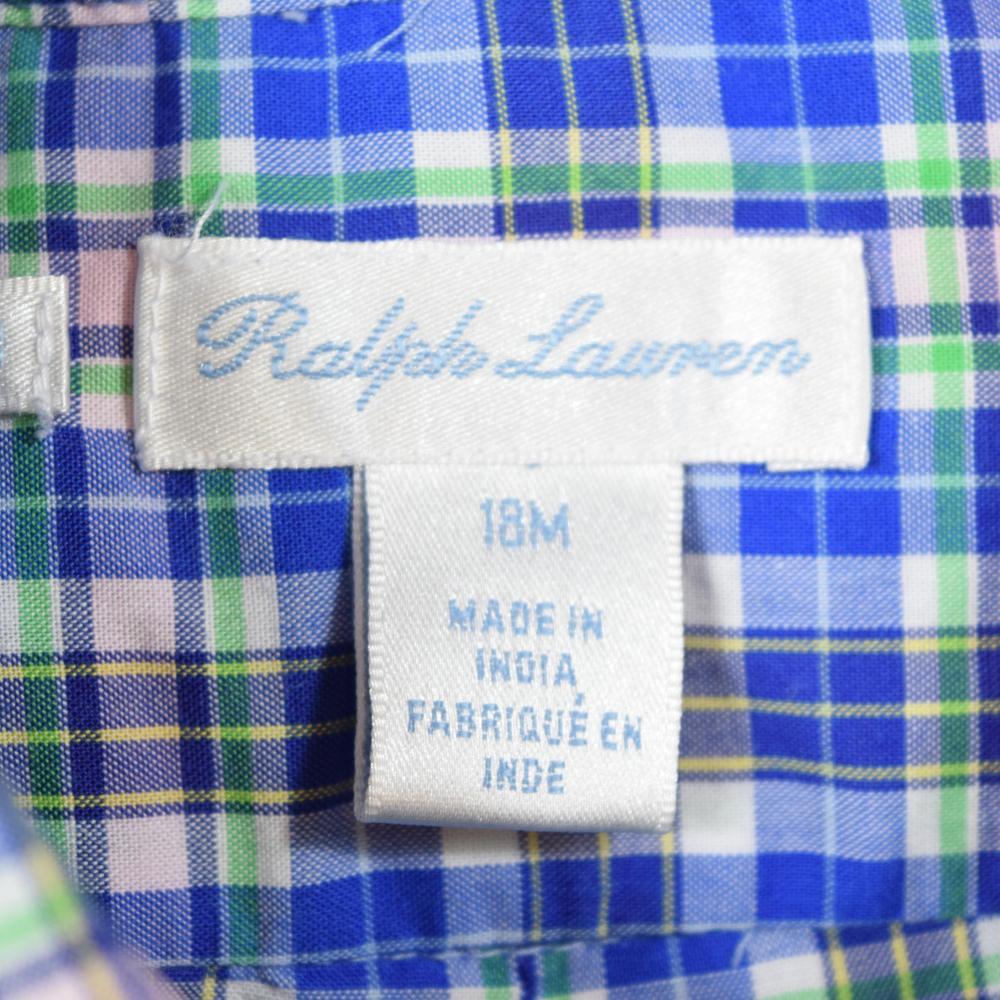 Ralph Lauren
18M
MADE IN
INDIA
FABRIQUÉ EN
INDE